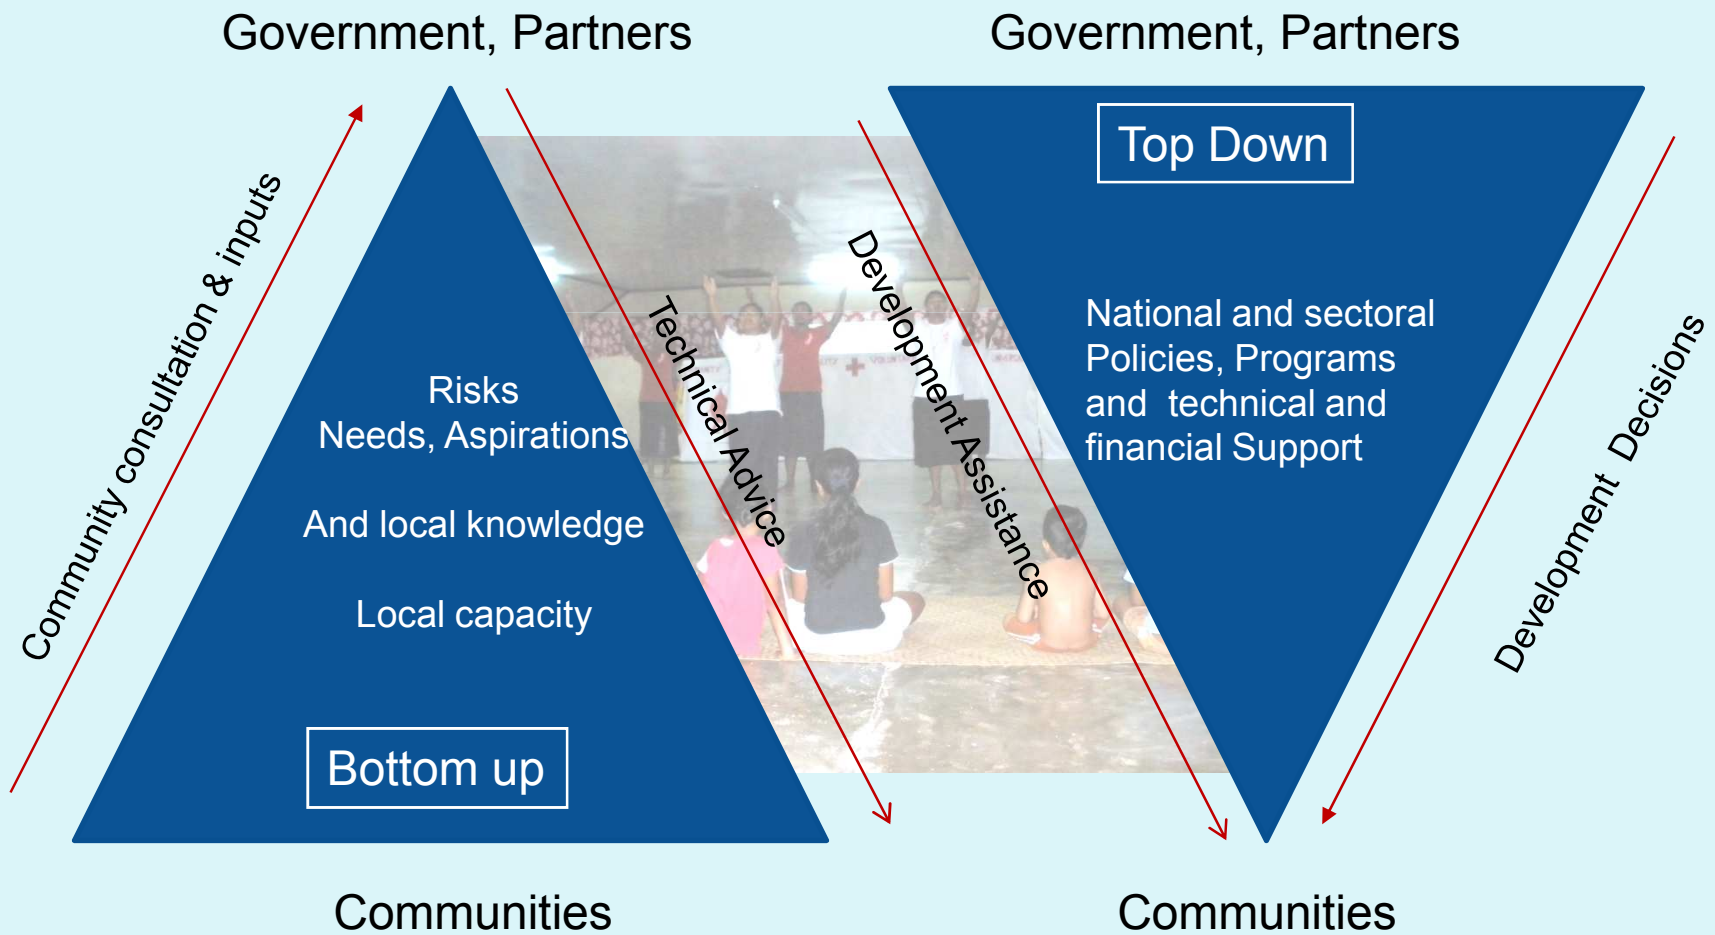 Government, Partners
Government, Partners
Community consultation & inputs
Risks
Needs, Aspirations
And local knowledge
Local capacity
Bottom up
Technical Advice
Development Assistance
Top Down
National and sectoral
Policies, Programs
and technical and
financial Support
Development Decisions
Communities
Communities